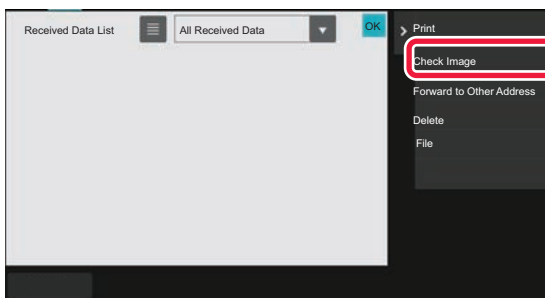 Received Data List
All Received Data
OK
Print
Check Image
Forward to Other Address
Delete
File